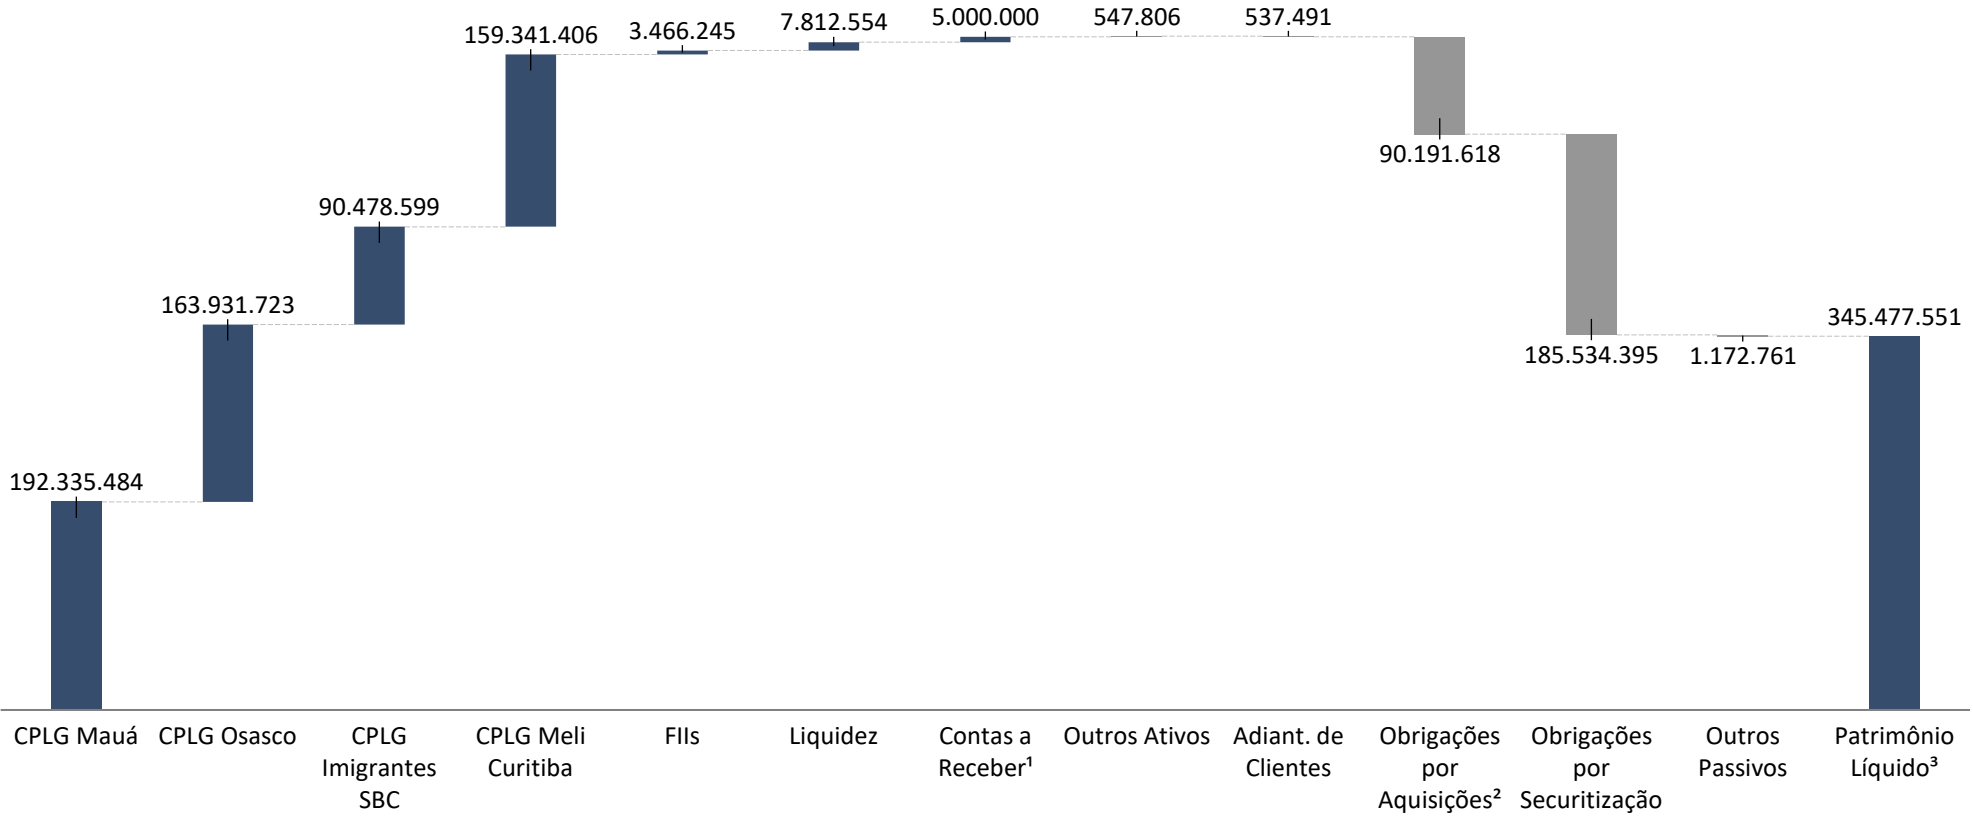 192.335.484
163.931.723
90.478.599
159.341.406
3.466.245
7.812.554
5.000.000
547.806
537.491
90.191.618
185.534.395
1.172.761
345.477.551
CPLG Mauá
CPLG Osasco
CPLG
Imigrantes
SBC
CPLG Meli
Curitiba
FIIs
Liquidez
Contas a
Receber¹
Outros Ativos
Adiant. de
Clientes
Obrigações
por
Aquisições²
Obrigações
por
Securitização
Outros
Passivos
Patrimônio
Líquido³